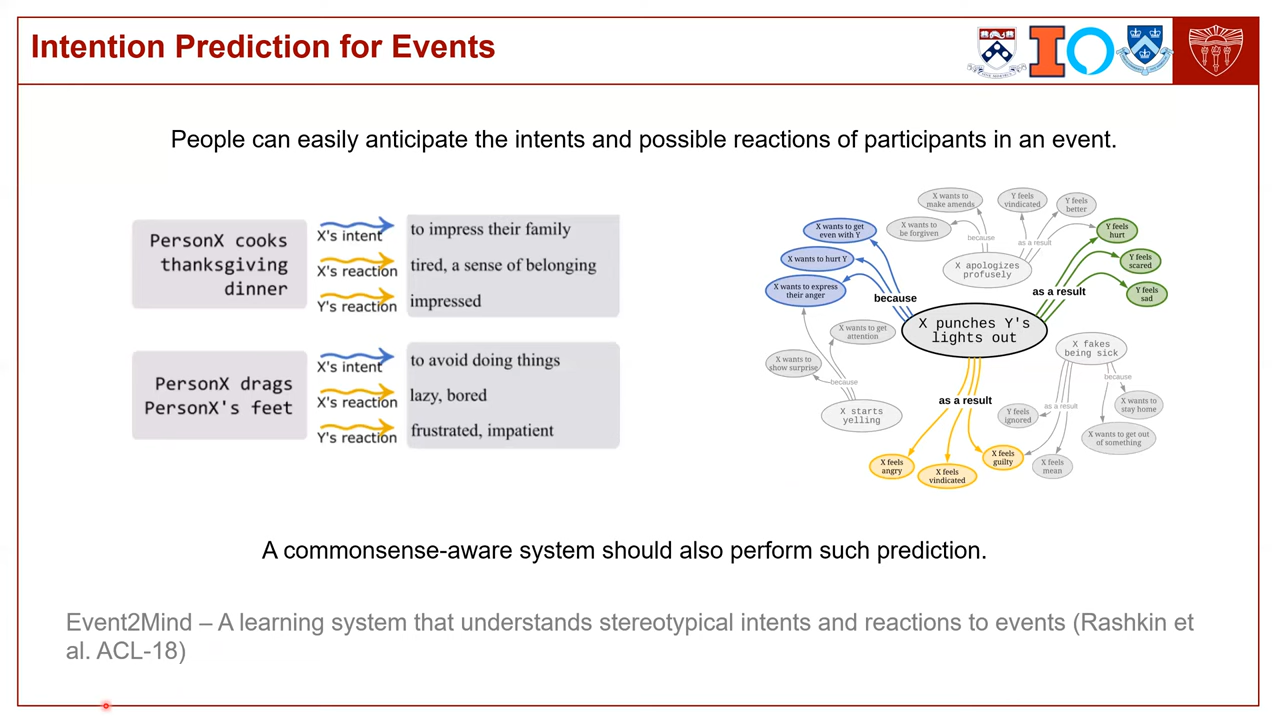 Intention Prediction for Events
People can easily anticipate the intents and possible reactions of participants in an event.
PersonX cooks
thanksgiving
dinner
X's intent
to impress their family
X's reaction
tired, a sense of belonging
Y's reaction
impressed
PersonX drags
PersonX's feet
X's intent
to avoid doing things
X's reaction
lazy, bored
Y's reaction
frustrated, impatient
X wants to
make amends
Y feels
vindicated
Y feels
better
X wants to
be forgiven
because
as a result
X apologizes
profusely
X wants to get
even with Y
X wants to hurt Y
X wants to express
their anger
because
Y feels
hurt
Y feels
scared
Y feels
sad
as a result
X punches Y's
lights out
X wants to get
attention
X wants to
show surprise
because
X starts
yelling
as a result
X feels
angry
X feels
vindicated
X feels
guilty
X fakes
being sick
because
as a result
Y feels
ignored
X feels
mean
X wants to
stay home
X wants to get out
of something
A commonsense-aware system should also perform such prediction.
Event2Mind – A learning system that understands stereotypical intents and reactions to events (Rashkin et
al. ACL-18)